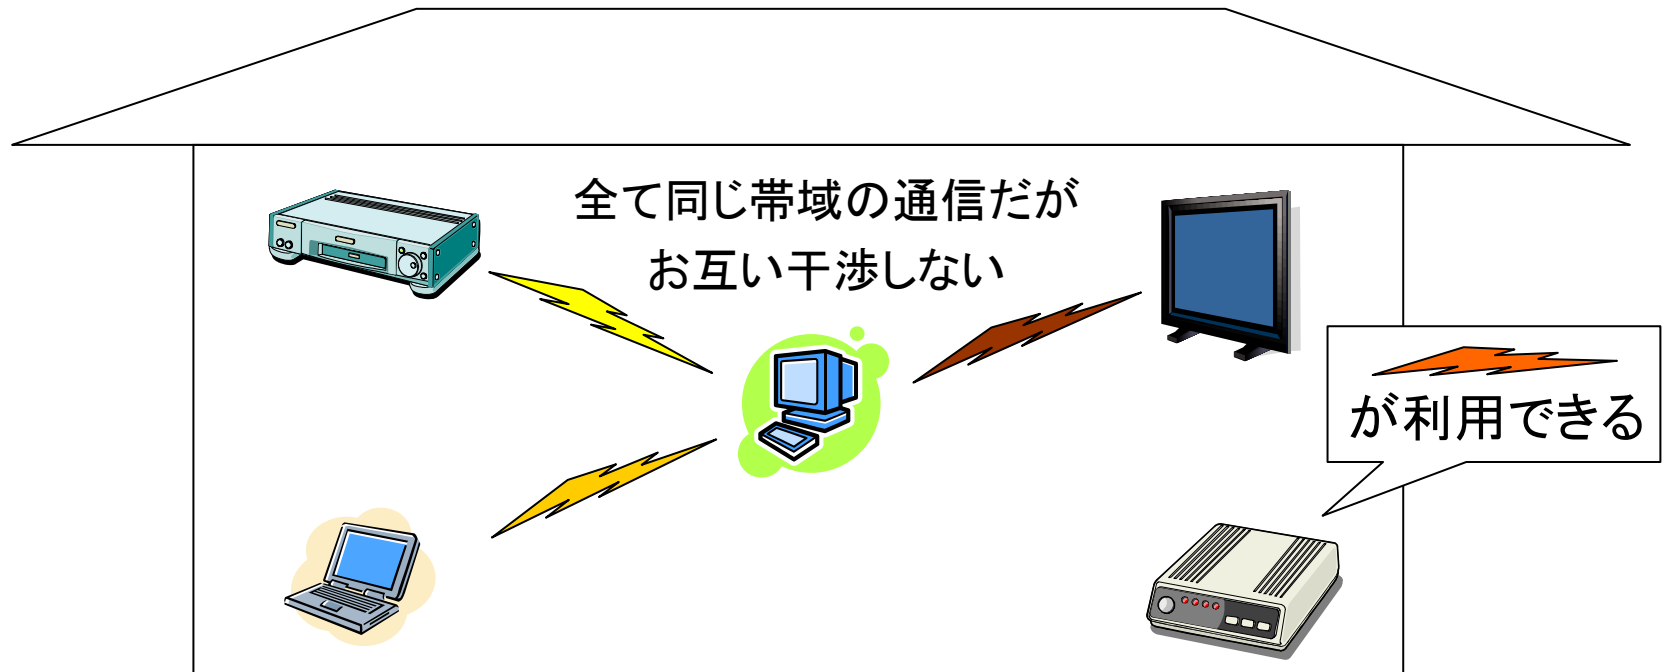 全て同じ帯域の通信だが
お互い干渉しない
が利用できる